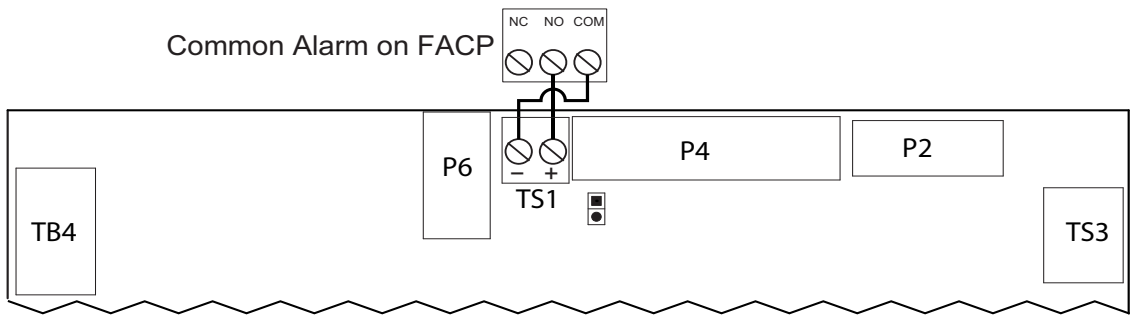 NC NO COM
Common Alarm on FACP
P6
P4
P2
− +
TS1
TB4
TS3